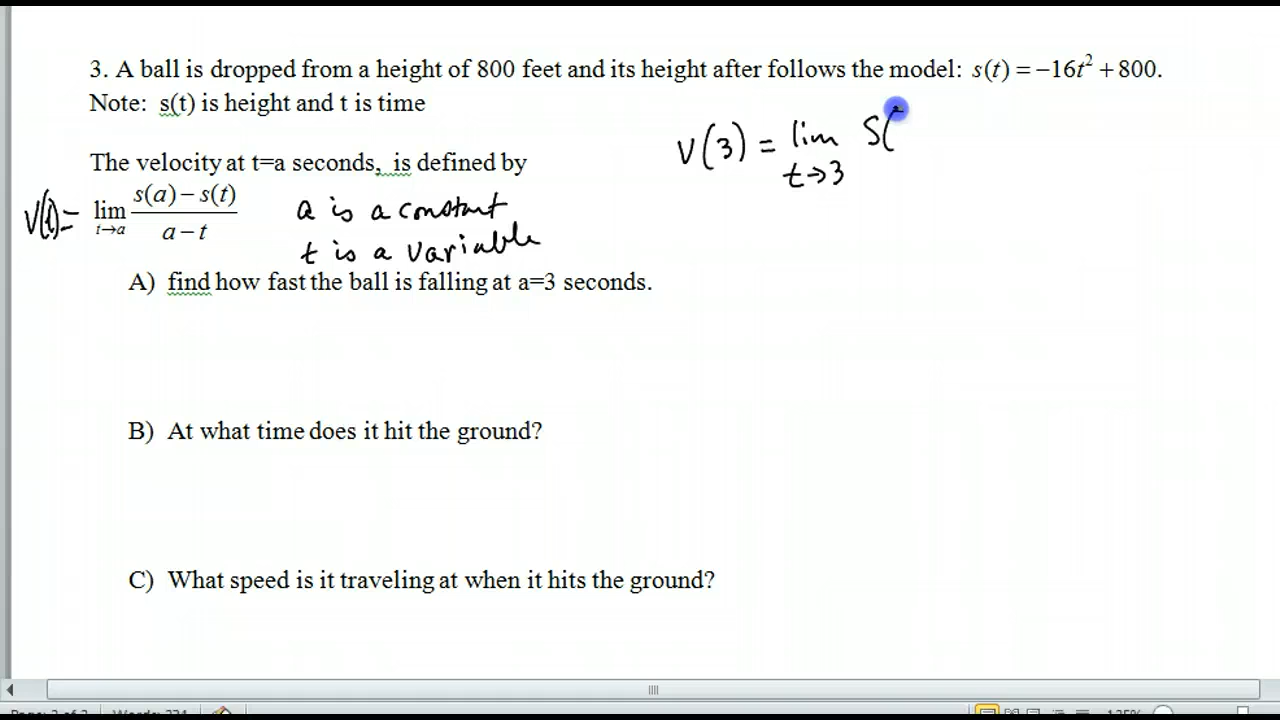 3. A ball is dropped from a height of 800 feet and its height after follows the model: s(t) = −16t² + 800.
Note: s(t) is height and t is time
V(3) = lim S(
t→3
The velocity at t=a seconds, is defined by
V(t) = lim t→a s(a) − s(t) / a − t
a is a constant
t is a variable
A) find how fast the ball is falling at a=3 seconds.
B) At what time does it hit the ground?
C) What speed is it traveling at when it hits the ground?